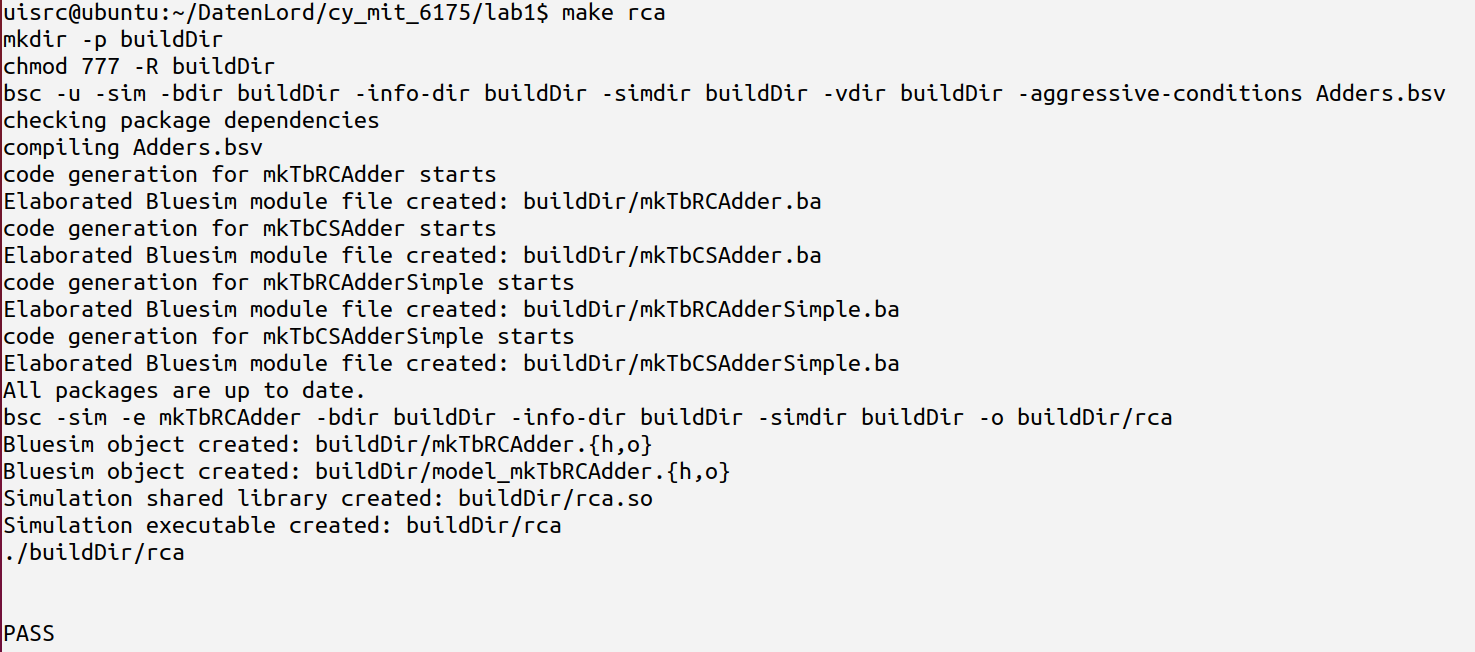 uisrc@ubuntu:~/DatenLord/cy_mit_6175/lab1$ make rca
mkdir -p buildDir
chmod 777 -R buildDir
bsc -u -sim -bdir buildDir -info-dir buildDir -simdir buildDir -vdir buildDir -aggressive-conditions Adders.bsv
checking package dependencies
compiling Adders.bsv
code generation for mkTbRCAdder starts
Elaborated Bluesim module file created: buildDir/mkTbRCAdder.ba
code generation for mkTbCSAdder starts
Elaborated Bluesim module file created: buildDir/mkTbCSAdder.ba
code generation for mkTbRCAdderSimple starts
Elaborated Bluesim module file created: buildDir/mkTbRCAdderSimple.ba
code generation for mkTbCSAdderSimple starts
Elaborated Bluesim module file created: buildDir/mkTbCSAdderSimple.ba
All packages are up to date.
bsc -sim -e mkTbRCAdder -bdir buildDir -info-dir buildDir -simdir buildDir -o buildDir/rca
Bluesim object created: buildDir/mkTbRCAdder.{h,o}
Bluesim object created: buildDir/model_mkTbRCAdder.{h,o}
Simulation shared library created: buildDir/rca.so
Simulation executable created: buildDir/rca
./buildDir/rca
PASS